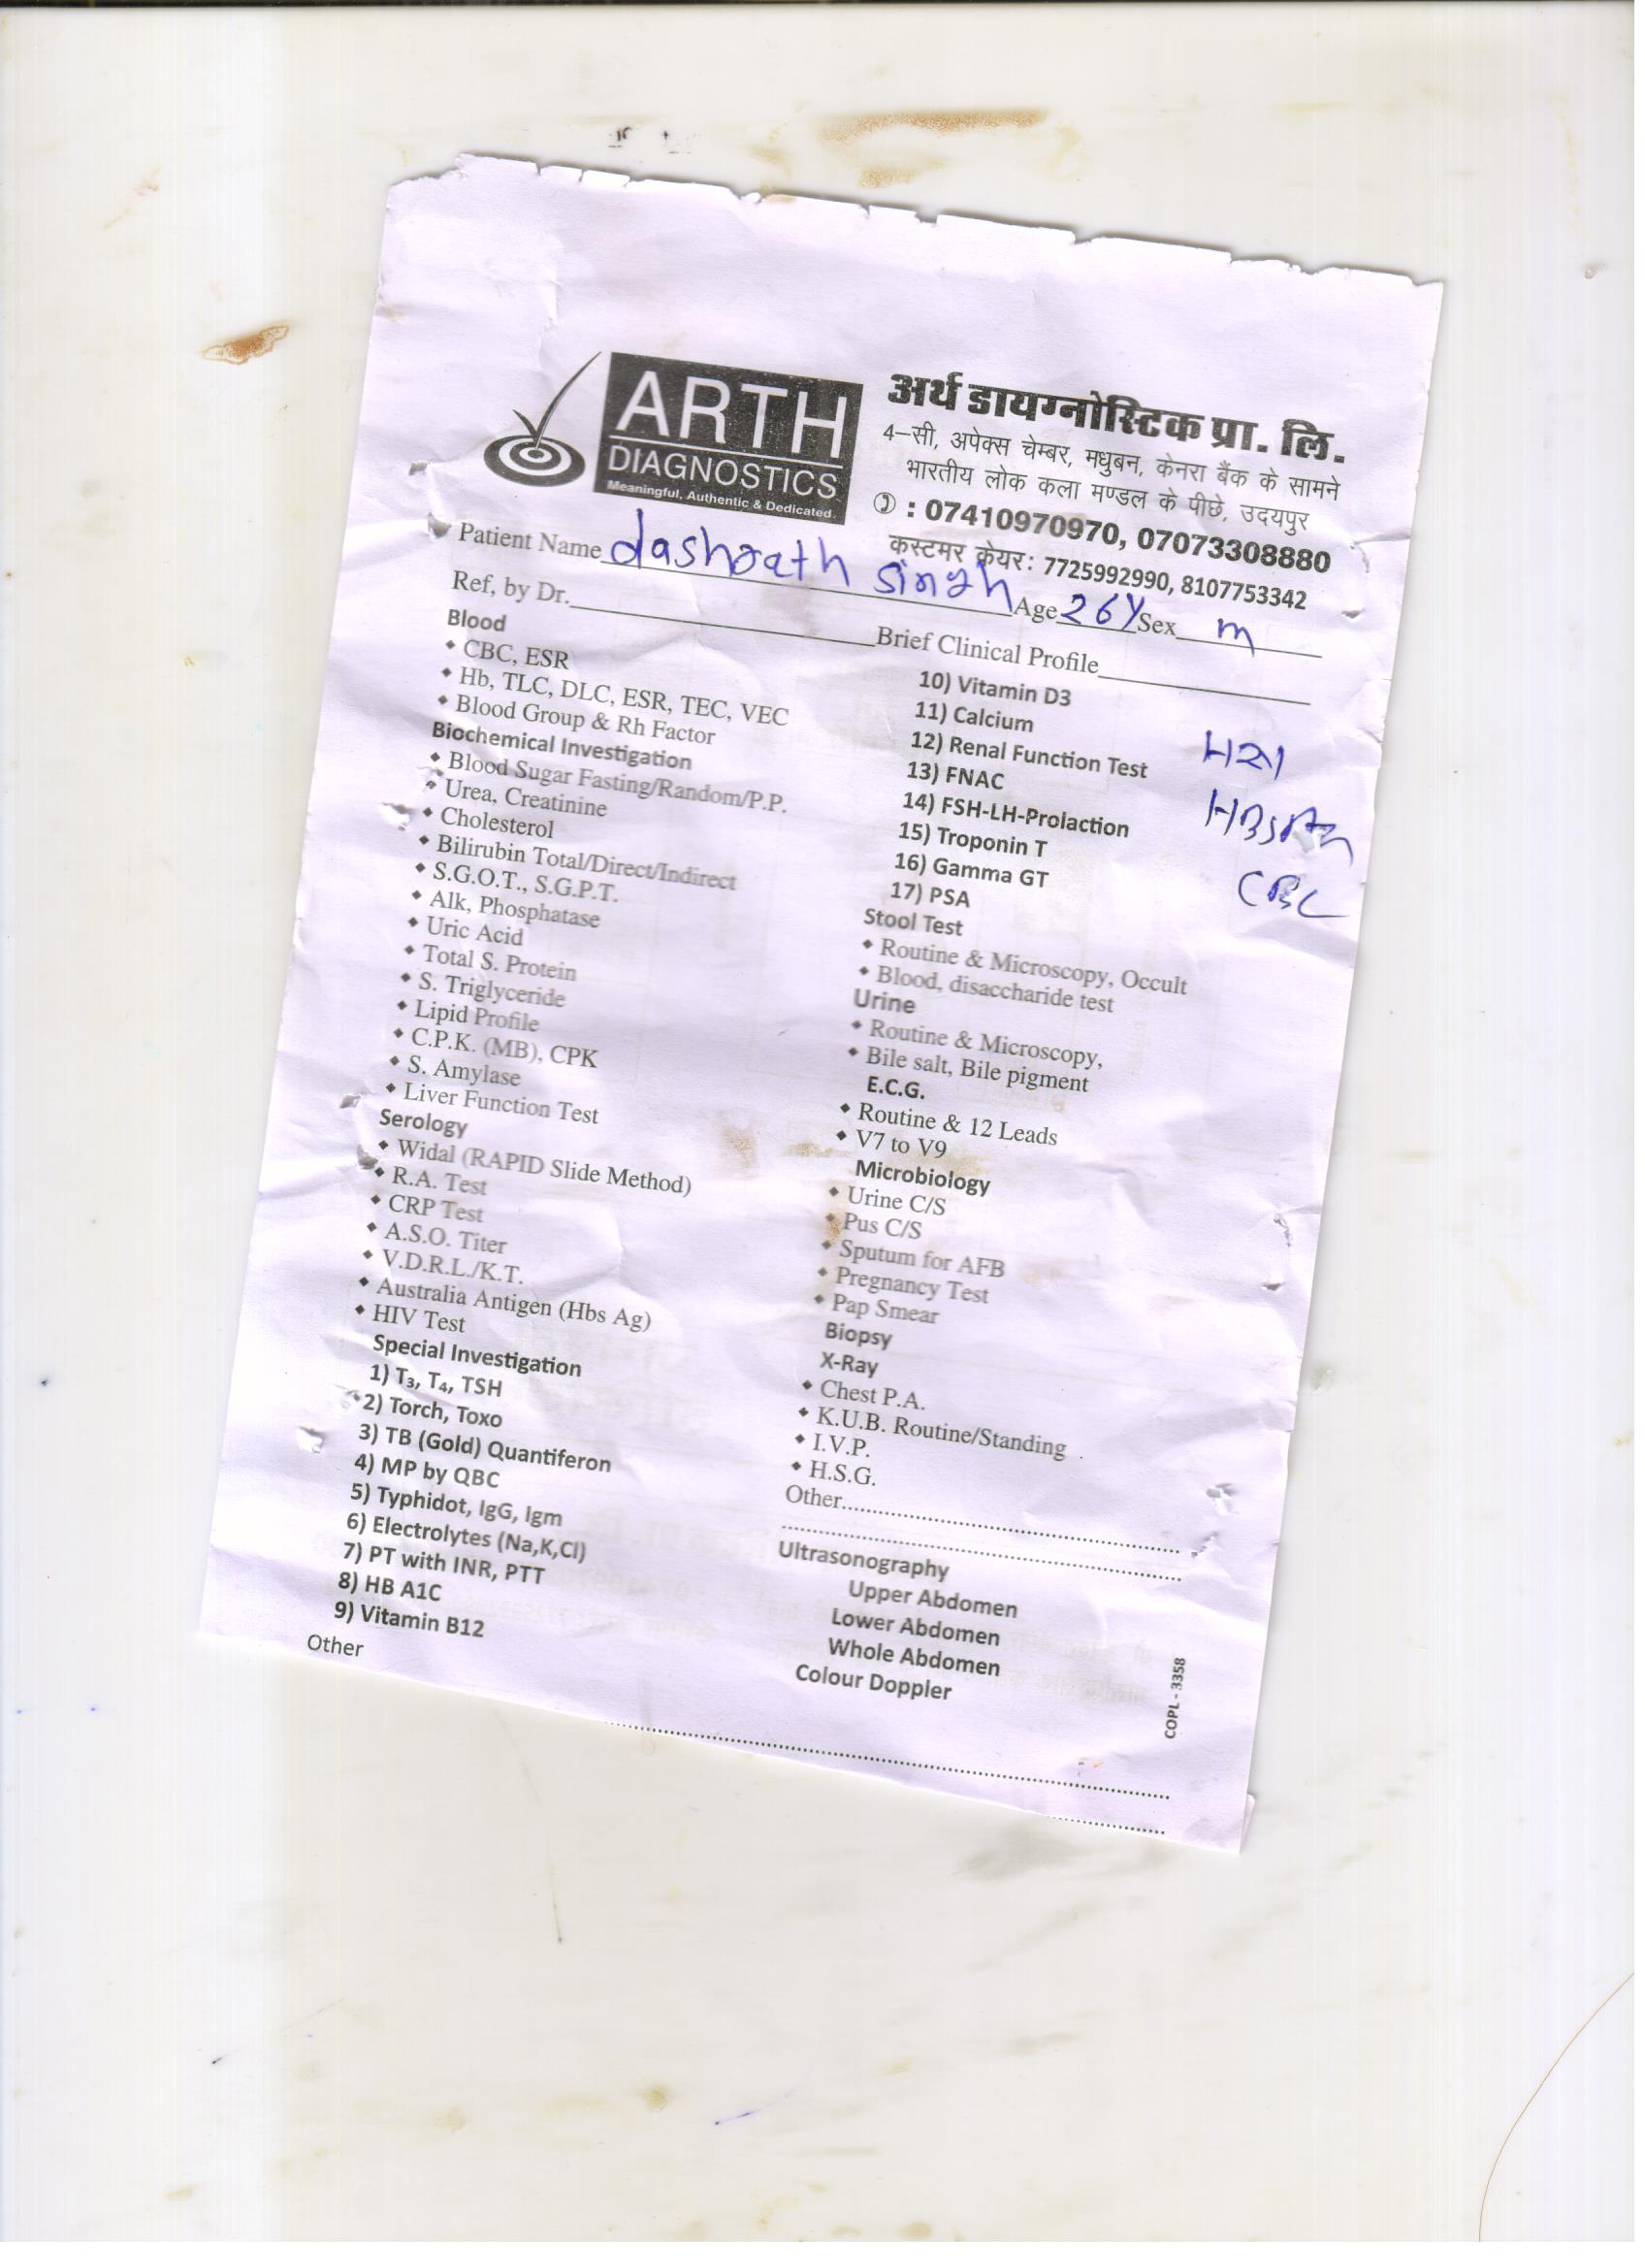 ARTH
DIAGNOSTICS
Meaningful, Authentic & Dedicated.
अर्थ डायग्नोस्टिक प्रा. लि.
4–सी, अपेक्स चेम्बर, मधुबन, केनरा बैंक के सामने
भारतीय लोक कला मण्डल के पीछे, उदयपुर
: 07410970970, 07073308880
कस्टमर केयर: 7725992990, 8107753342
Patient Name dashrath singh Age 26Y Sex m
Ref, by Dr. Brief Clinical Profile
Blood
CBC, ESR
Hb, TLC, DLC, ESR, TEC, VEC
Blood Group & Rh Factor
Biochemical Investigation
Blood Sugar Fasting/Random/P.P.
Urea, Creatinine
Cholesterol
Bilirubin Total/Direct/Indirect
S.G.O.T., S.G.P.T.
Alk, Phosphatase
Uric Acid
Total S. Protein
S. Triglyceride
Lipid Profile
C.P.K. (MB), CPK
S. Amylase
Liver Function Test
Serology
Widal (RAPID Slide Method)
R.A. Test
CRP Test
A.S.O. Titer
V.D.R.L./K.T.
Australia Antigen (Hbs Ag)
HIV Test
Special Investigation
1) T₃, T₄, TSH
2) Torch, Toxo
3) TB (Gold) Quantiferon
4) MP by QBC
5) Typhidot, IgG, Igm
6) Electrolytes (Na,K,Cl)
7) PT with INR, PTT
8) HB A1C
9) Vitamin B12
Other
10) Vitamin D3
11) Calcium
12) Renal Function Test
13) FNAC
14) FSH-LH-Prolaction
15) Troponin T
16) Gamma GT
17) PSA
HBsAg
CBC
Stool Test
Routine & Microscopy, Occult
Blood, disaccharide test
Urine
Routine & Microscopy,
Bile salt, Bile pigment
E.C.G.
Routine & 12 Leads
V7 to V9
Microbiology
Urine C/S
Pus C/S
Sputum for AFB
Pregnancy Test
Pap Smear
Biopsy
X-Ray
Chest P.A.
K.U.B. Routine/Standing
I.V.P.
H.S.G.
Other
Ultrasonography
Upper Abdomen
Lower Abdomen
Whole Abdomen
Colour Doppler
COPL - 3358